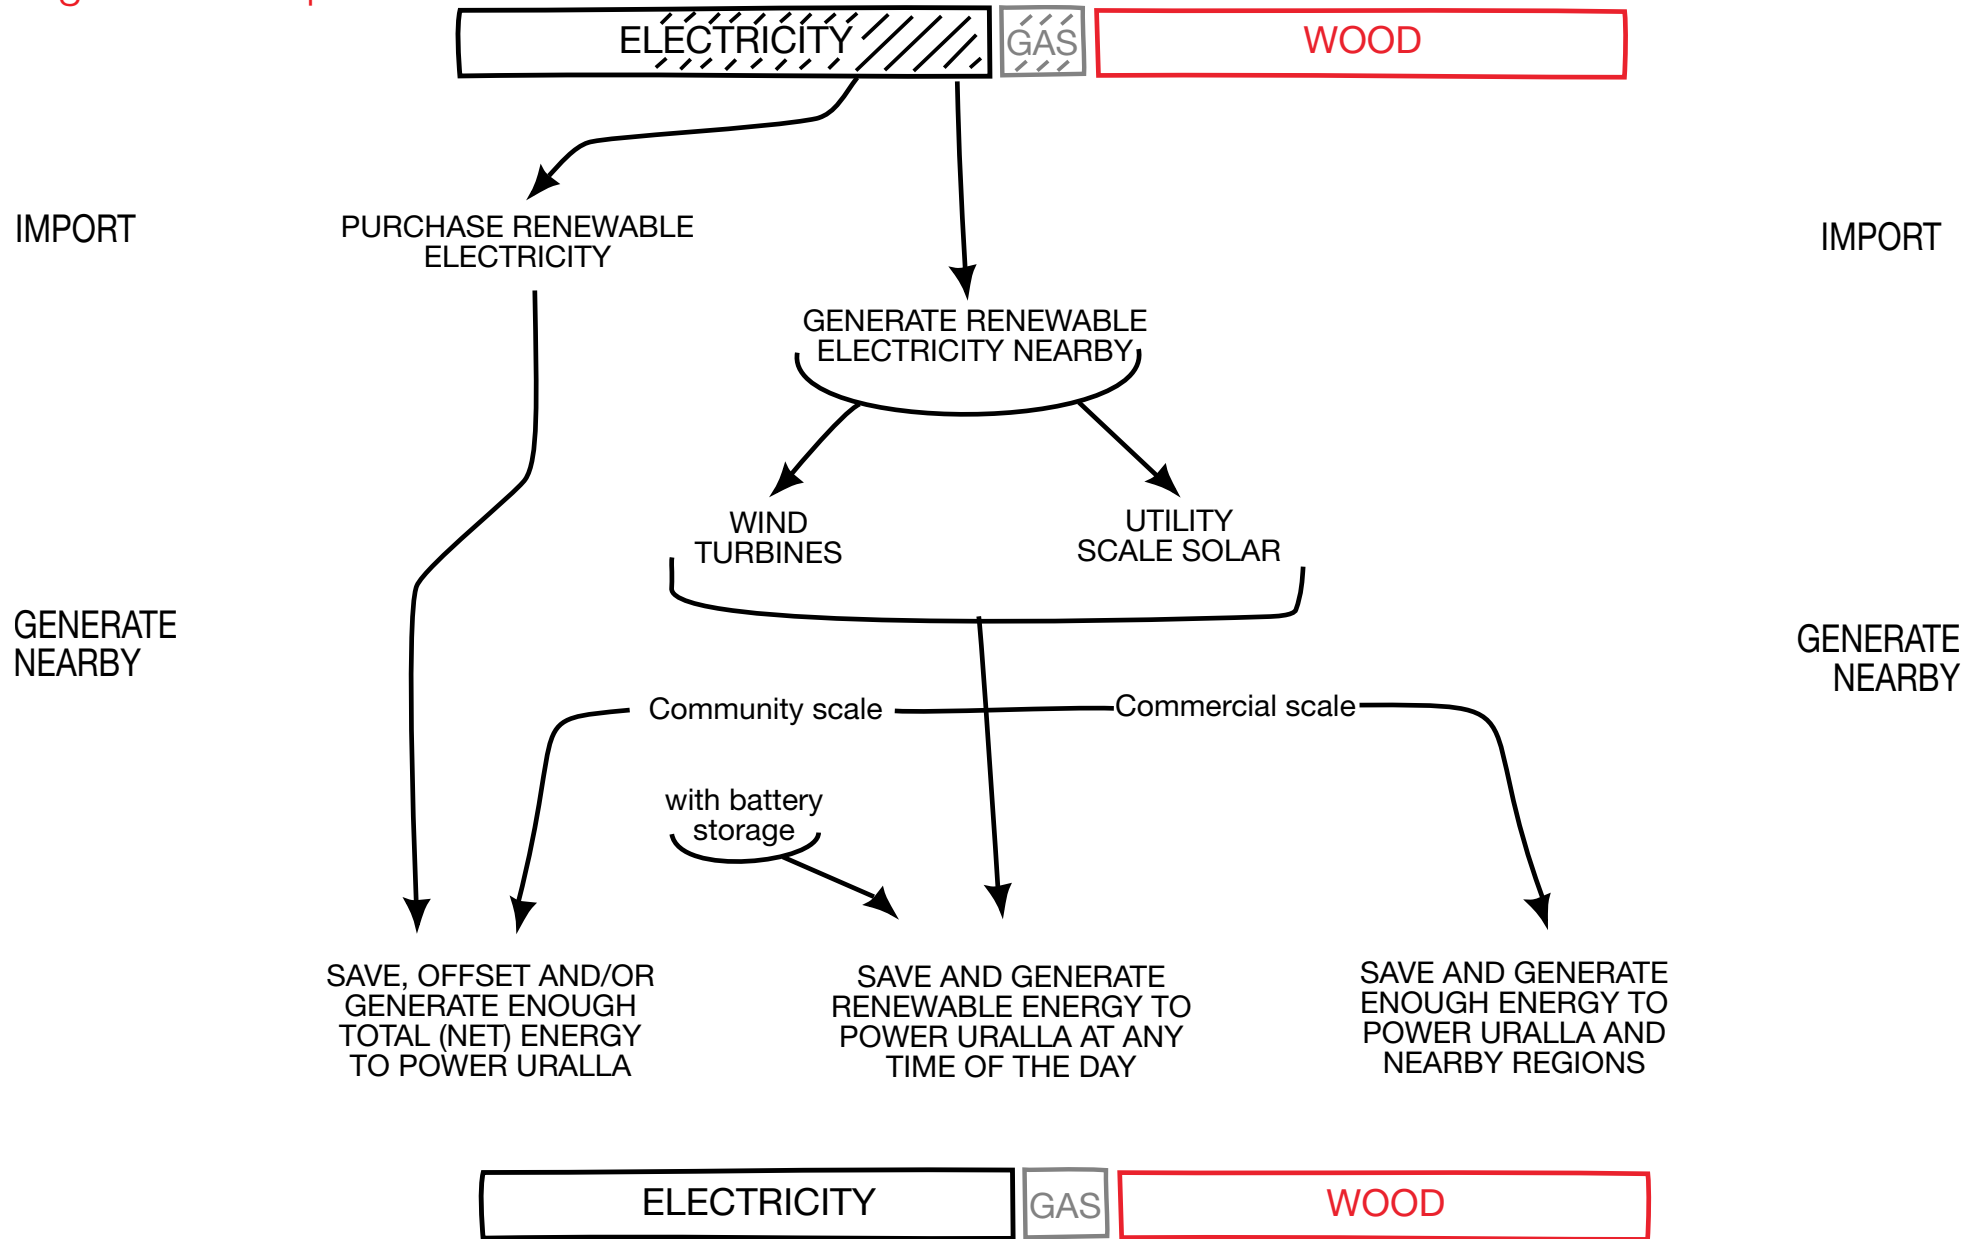 ELECTRICITY
GAS
WOOD
IMPORT
PURCHASE RENEWABLE
ELECTRICITY
IMPORT
GENERATE RENEWABLE
ELECTRICITY NEARBY
WIND
TURBINES
UTILITY
SCALE SOLAR
GENERATE
NEARBY
GENERATE
NEARBY
Community scale
Commercial scale
with battery
storage
SAVE, OFFSET AND/OR
GENERATE ENOUGH
TOTAL (NET) ENERGY
TO POWER URALLA
SAVE AND GENERATE
RENEWABLE ENERGY TO
POWER URALLA AT ANY
TIME OF THE DAY
SAVE AND GENERATE
ENOUGH ENERGY TO
POWER URALLA AND
NEARBY REGIONS
ELECTRICITY
GAS
WOOD